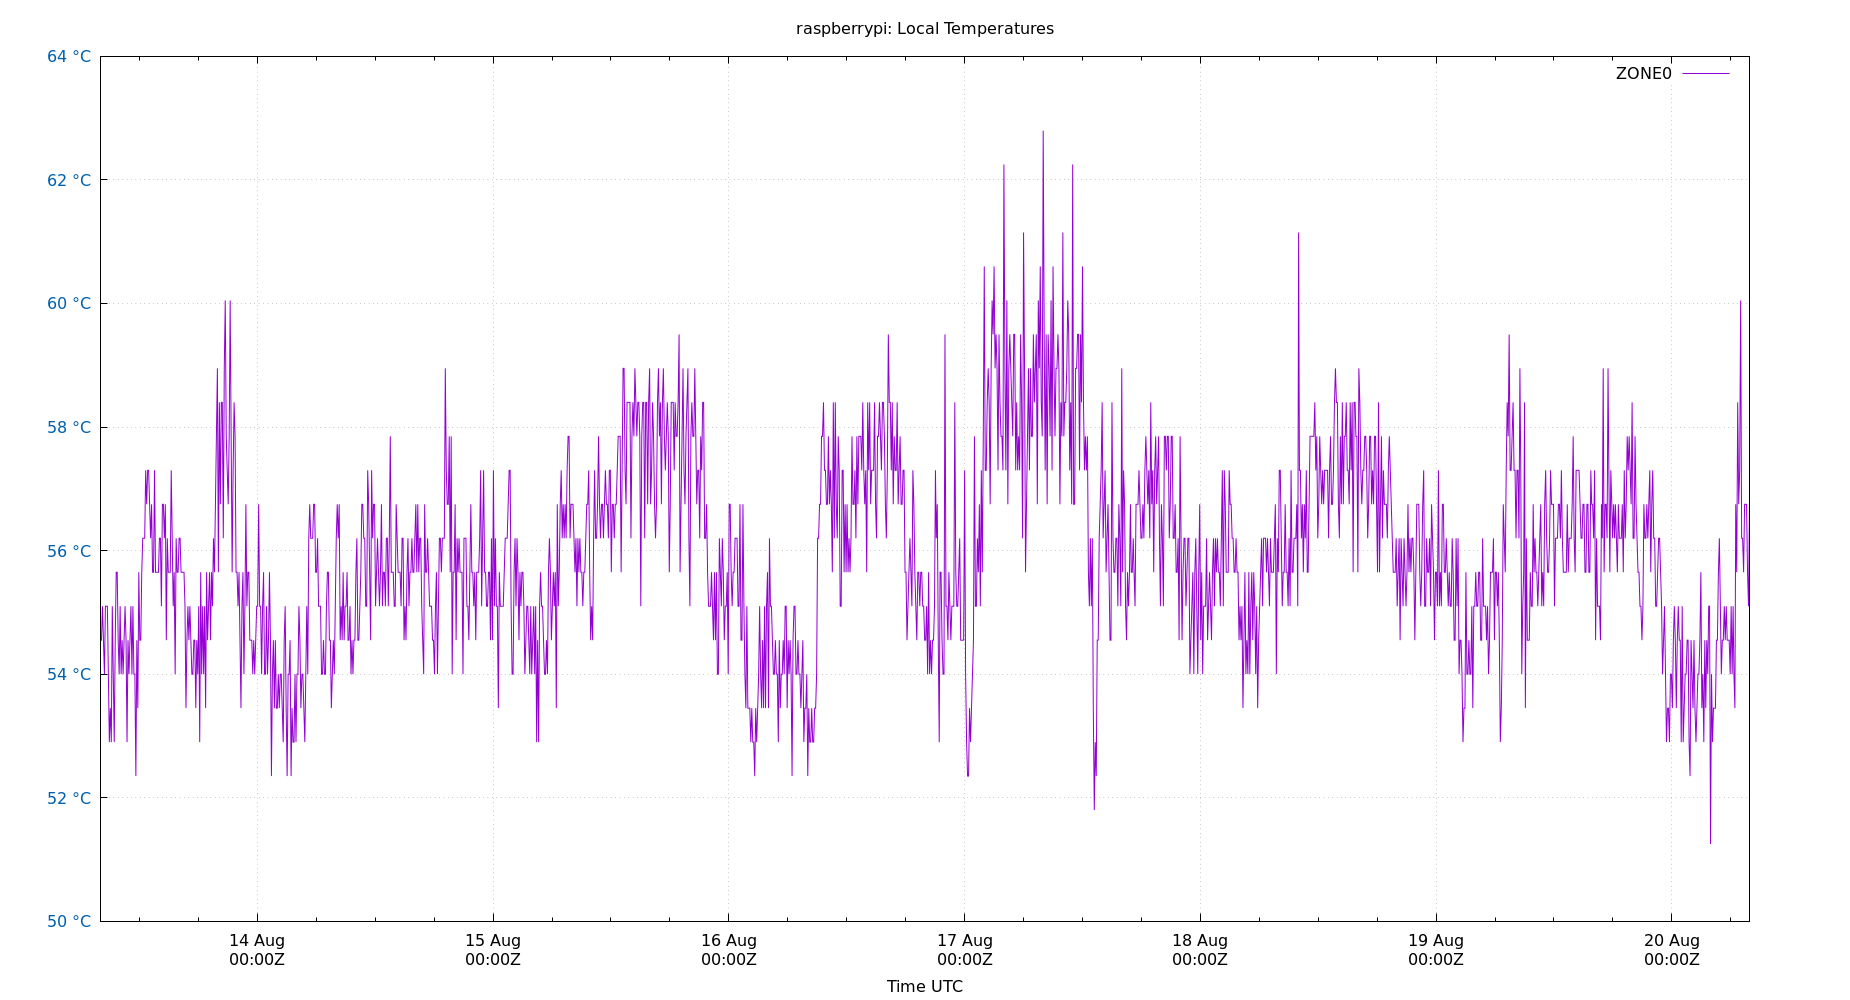 raspberrypi: Local Temperatures
64 °C
ZONE0
62 °C
60 °C
58 °C
56 °C
54 °C
52 °C
50 °C
14 Aug 15 Aug 16 Aug 17 Aug 18 Aug 19 Aug 20 Aug
00:00Z 00:00Z 00:00Z 00:00Z 00:00Z 00:00Z 00:00Z
Time UTC